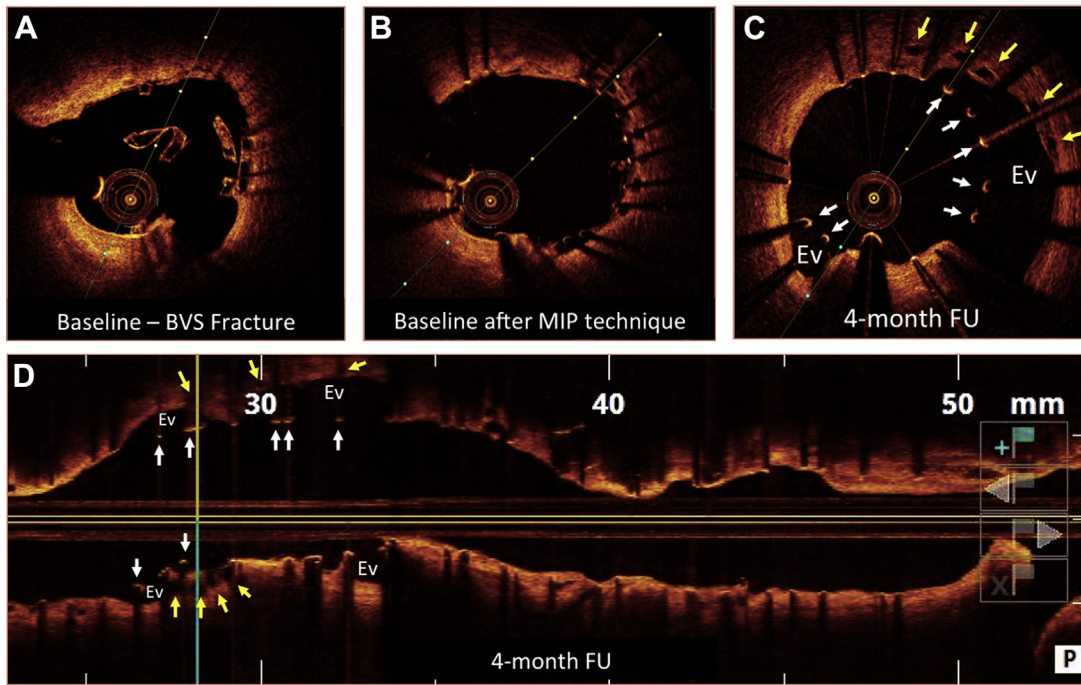 A
Baseline – BVS Fracture
B
Baseline after MIP technique
C
Ev
Ev
4-month FU
D
30
40
50
mm
Ev
Ev
Ev
Ev
4-month FU
+
X
P